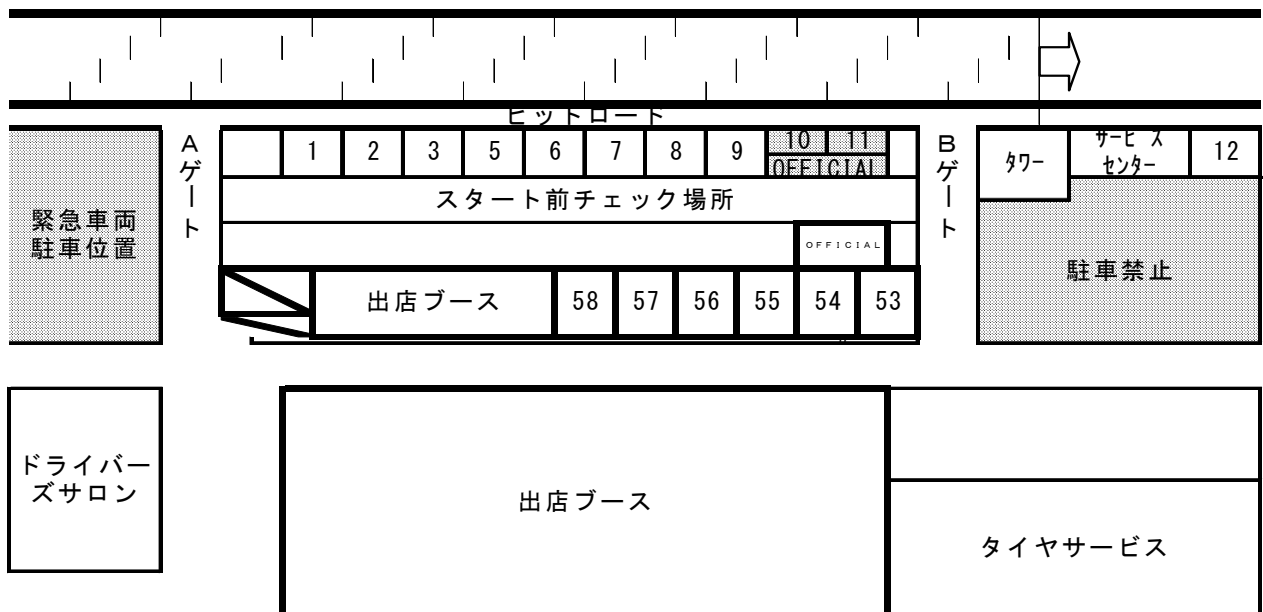 ピットロード
Aゲート
1 2 3 5 6 7 8 9 10 11
OFFICIAL
Bゲート
タワー
サービス
センター
12
スタート前チェック場所
緊急車両
駐車位置
OFFICIAL
駐車禁止
出店ブース
58 57 56 55 54 53
ドライバー
ズサロン
出店ブース
タイヤサービス